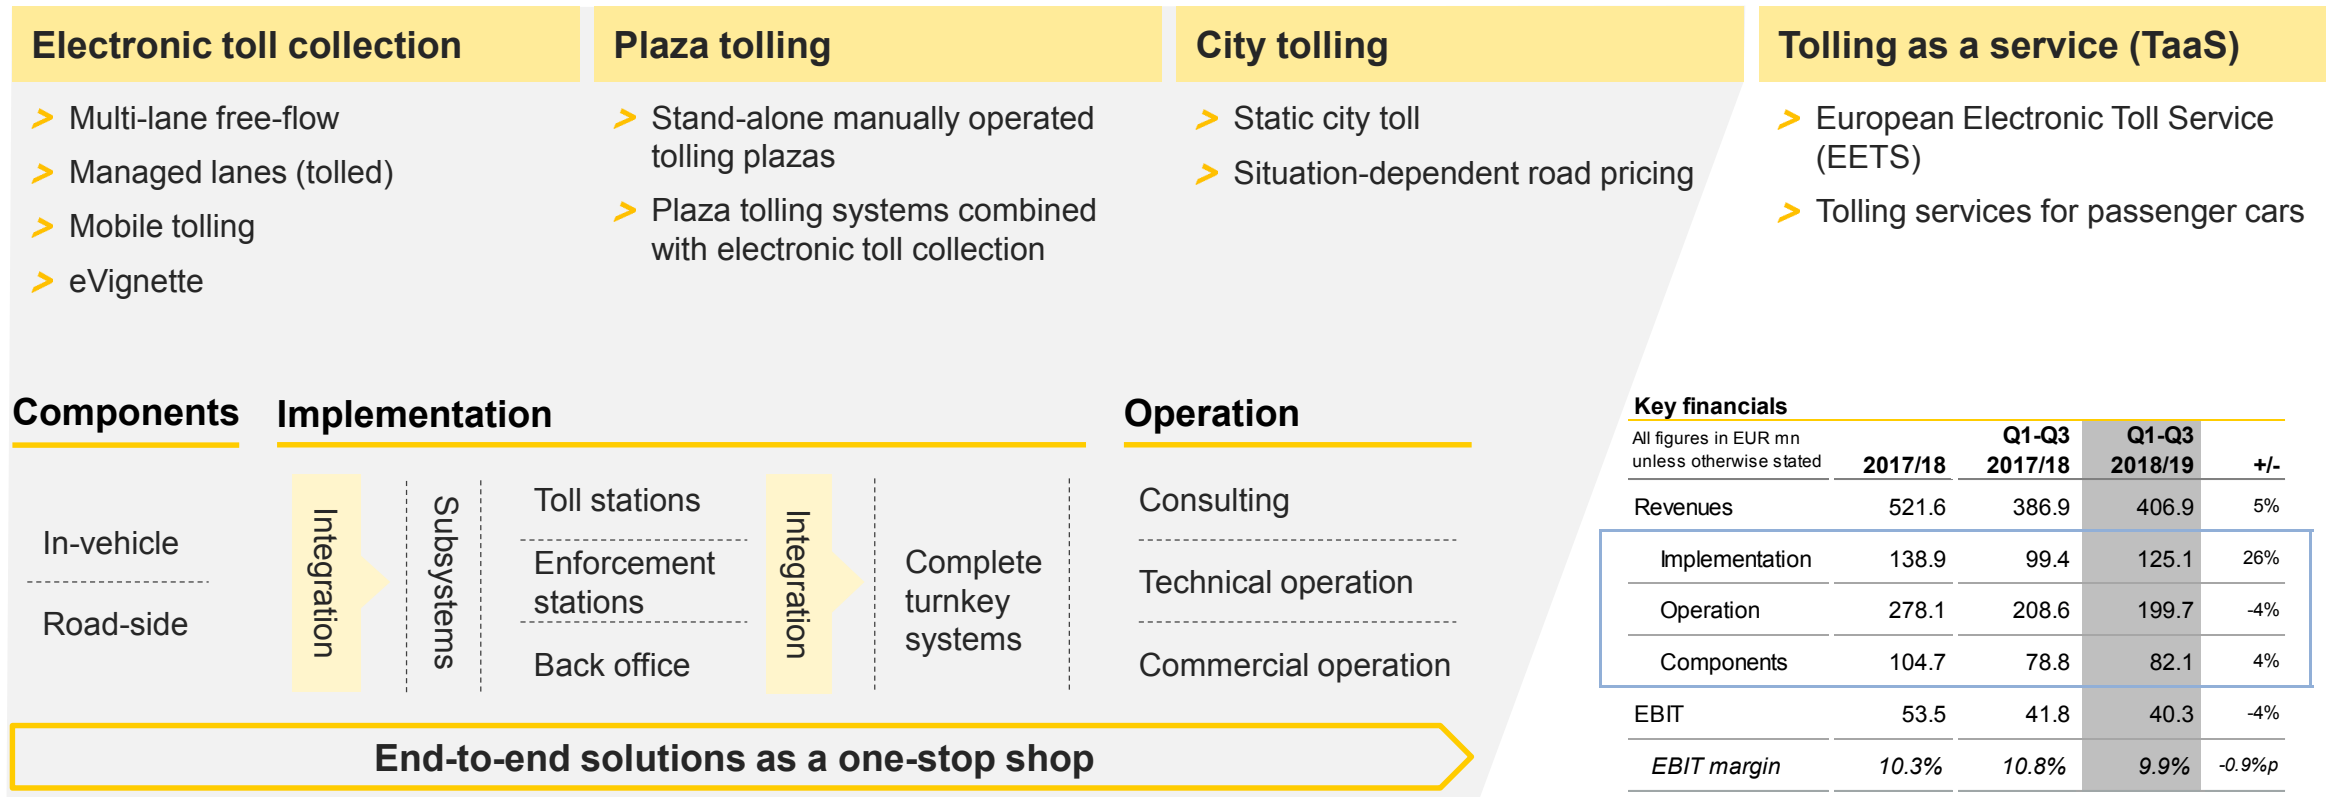 Electronic toll collection
> Multi-lane free-flow
> Managed lanes (tolled)
> Mobile tolling
> eVignette
Plaza tolling
> Stand-alone manually operated
tolling plazas
> Plaza tolling systems combined
with electronic toll collection
City tolling
> Static city toll
> Situation-dependent road pricing
Tolling as a service (TaaS)
> European Electronic Toll Service
(EETS)
> Tolling services for passenger cars
Components
In-vehicle
Road-side
Implementation
Integration
Subsystems
Toll stations
Enforcement
stations
Back office
Integration
Complete
turnkey
systems
Operation
Consulting
Technical operation
Commercial operation
End-to-end solutions as a one-stop shop
Key financials
All figures in EUR mn Q1-Q3 Q1-Q3
unless otherwise stated 2017/18 2017/18 2018/19 +/-
Revenues 521.6 386.9 406.9 5%
Implementation 138.9 99.4 125.1 26%
Operation 278.1 208.6 199.7 -4%
Components 104.7 78.8 82.1 4%
EBIT 53.5 41.8 40.3 -4%
EBIT margin 10.3% 10.8% 9.9% -0.9%p